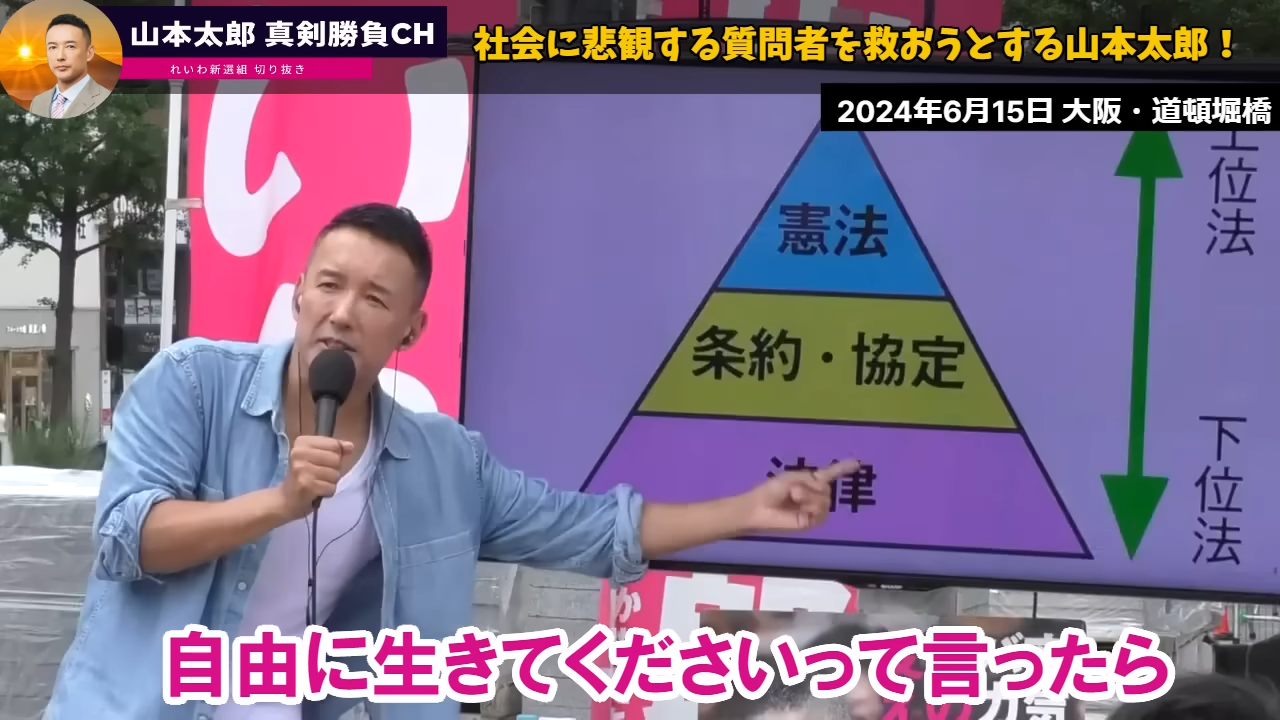 山本太郎 真剣勝負CH
れいわ新選組 切り抜き
社会に悲観する質問者を救おうとする山本太郎！
2024年6月15日 大阪・道頓堀橋
上位法
憲法
条約・協定
法律
下位法
自由に生きてくださいって言ったら